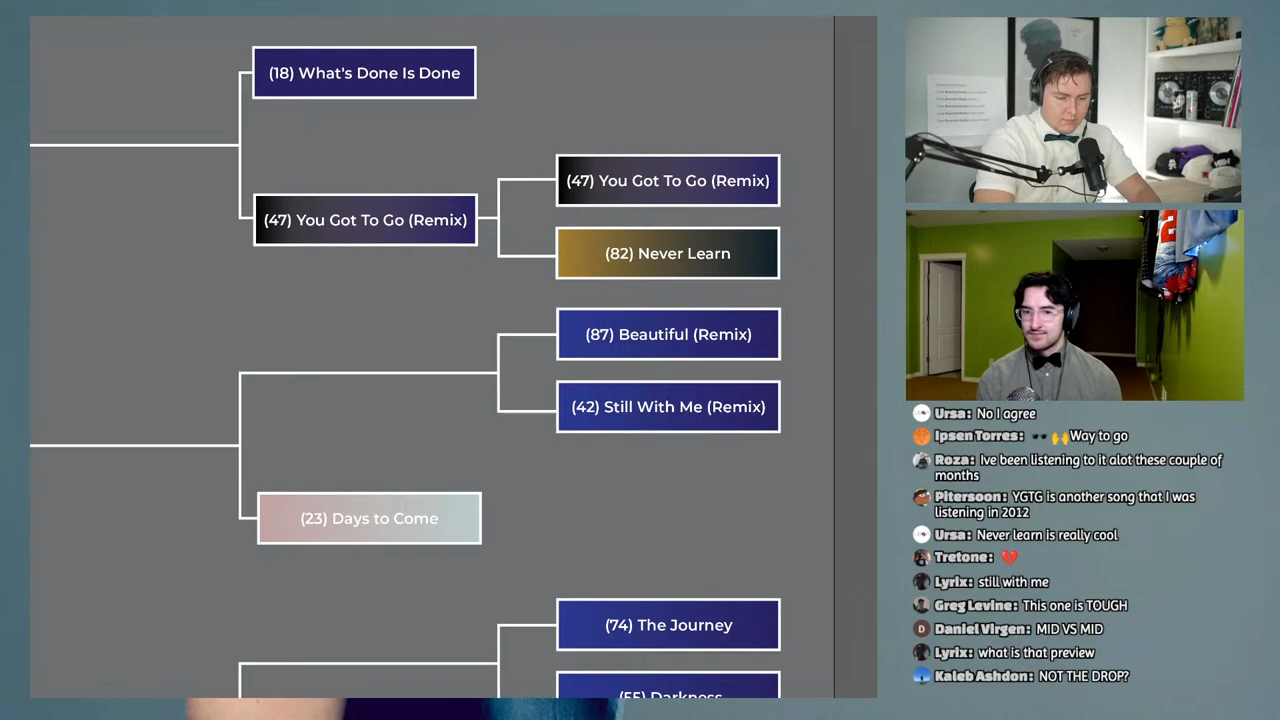 (18) What's Done Is Done
(47) You Got To Go (Remix)
(47) You Got To Go (Remix)
(82) Never Learn
(87) Beautiful (Remix)
(42) Still With Me (Remix)
(23) Days to Come
(74) The Journey
(55) Darkness
Ursa: No I agree
Ipsen Torres: 🕶️🙌Way to go
Roza: Ive been listening to it alot these couple of
months
Pitersoon: YGTG is another song that I was
listening in 2012
Ursa: Never learn is really cool
Tretone: ❤️
Lyrix: still with me
Greg Levine: This one is TOUGH
D
Daniel Virgen: MID VS MID
Lyrix: what is that preview
Kaleb Ashdon: NOT THE DROP?